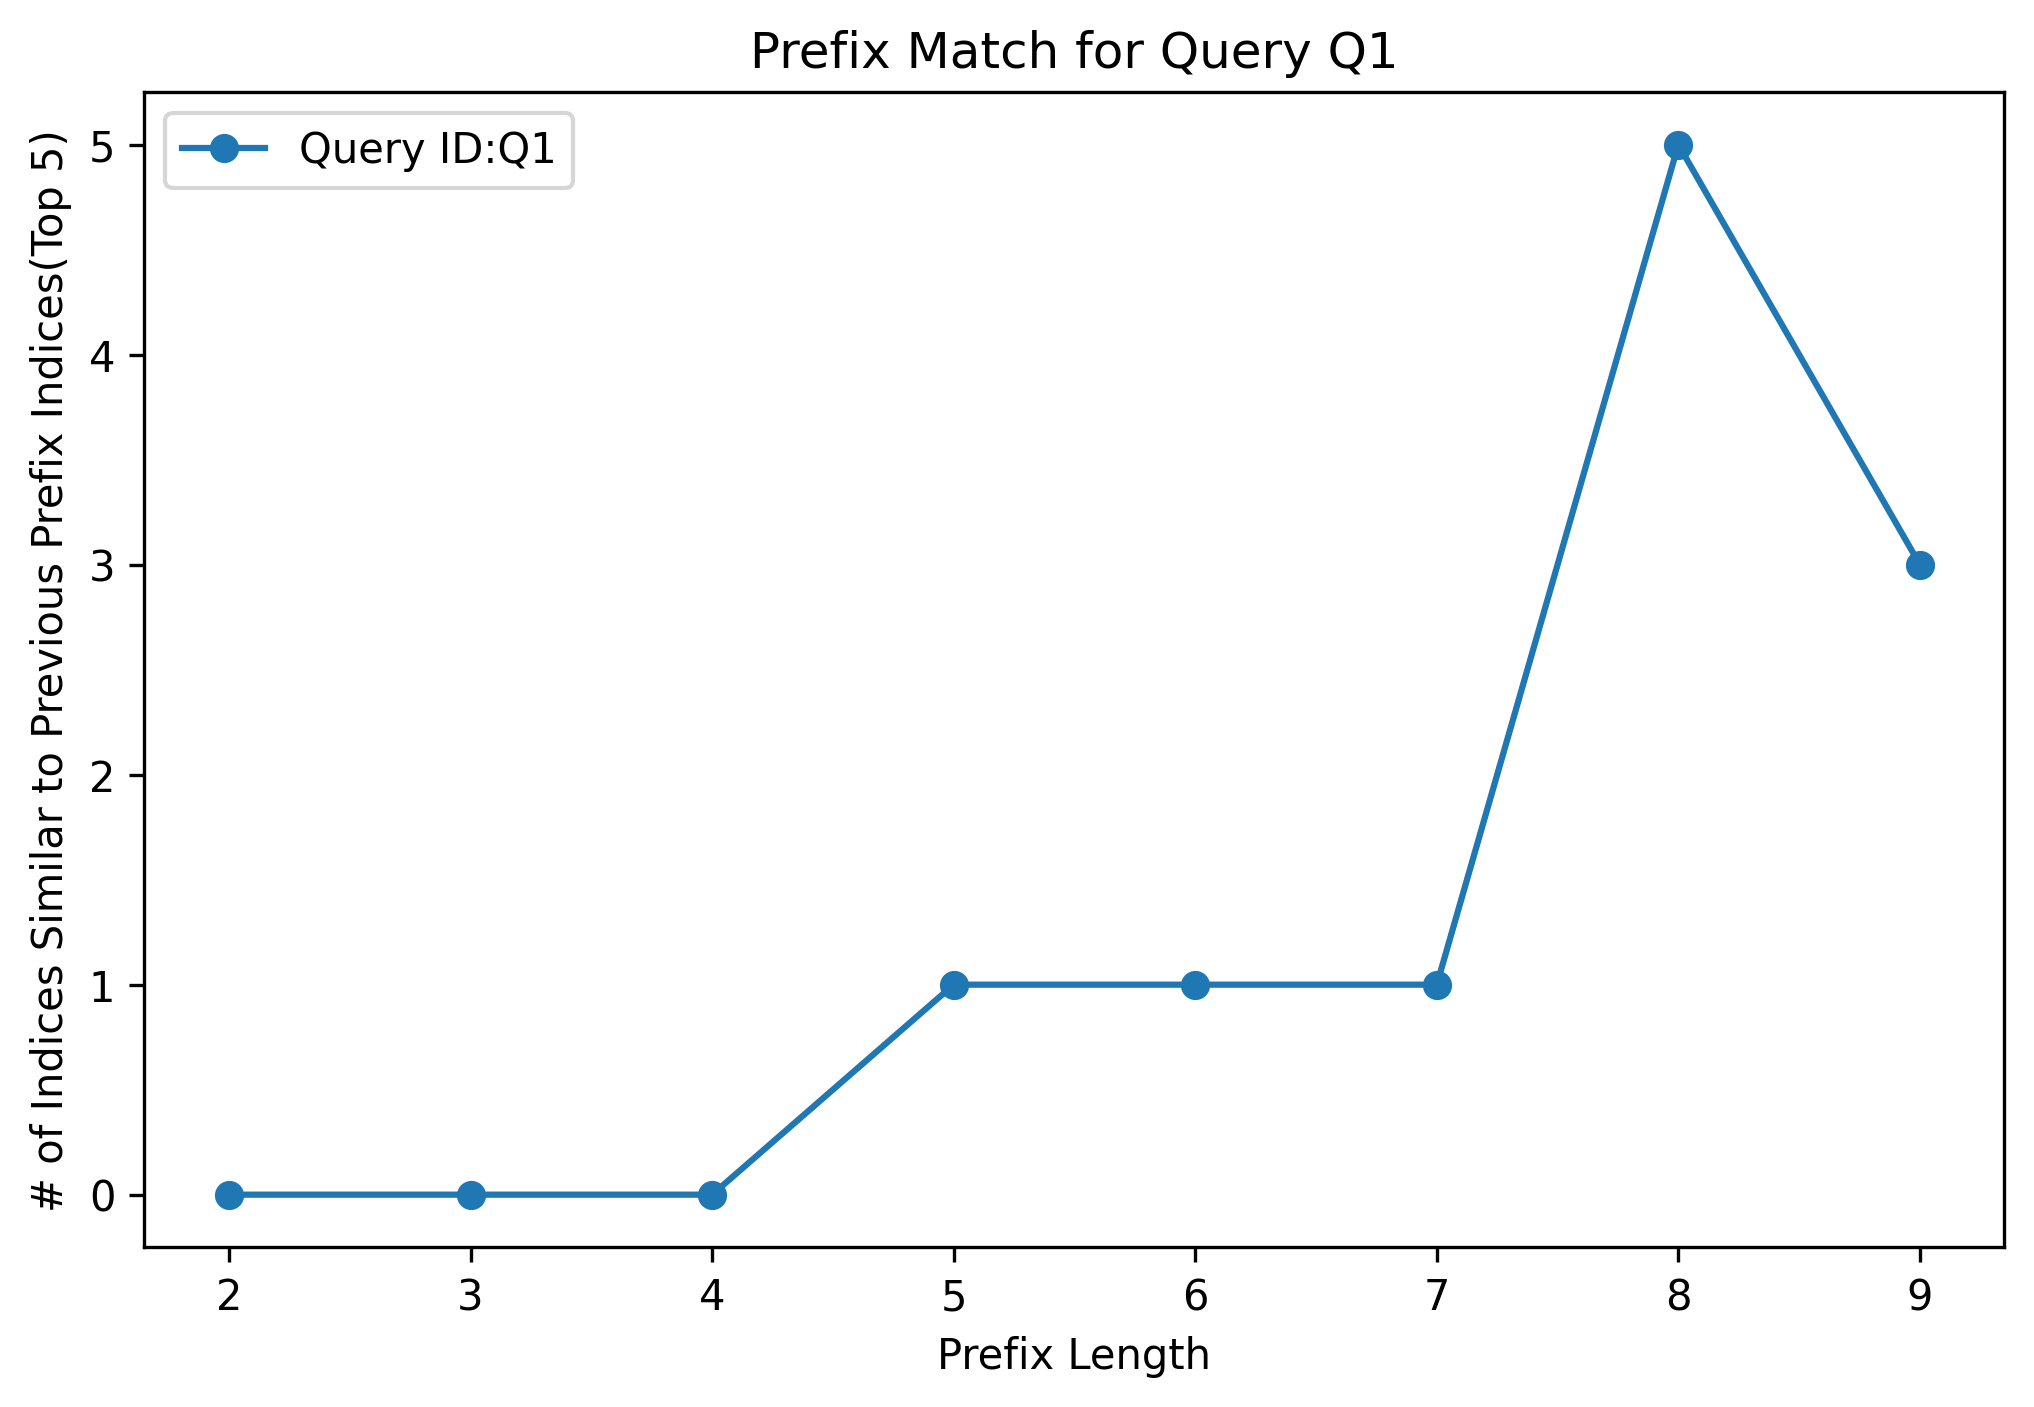 Prefix Match for Query Q1
Query ID:Q1
# of Indices Similar to Previous Prefix Indices(Top 5)
5
4
3
2
1
0
2 3 4 5 6 7 8 9
Prefix Length